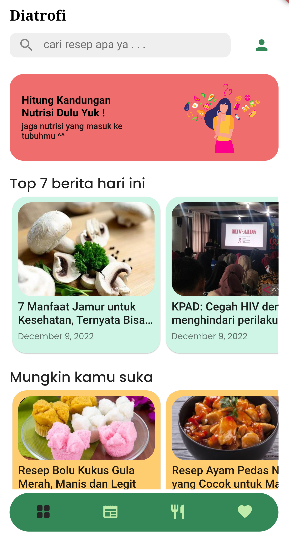 Diatrofi
cari resep apa ya . . .
Hitung Kandungan
Nutrisi Dulu Yuk !
jaga nutrisi yang masuk ke
tubuhmu ^^
Top 7 berita hari ini
7 Manfaat Jamur untuk
Kesehatan, Ternyata Bisa...
December 9, 2022
KPAD: Cegah HIV den
menghindari perilaku
December 9, 2022
Mungkin kamu suka
Resep Bolu Kukus Gula
Merah, Manis dan Legit
Resep Ayam Pedas N
yang Cocok untuk Ma